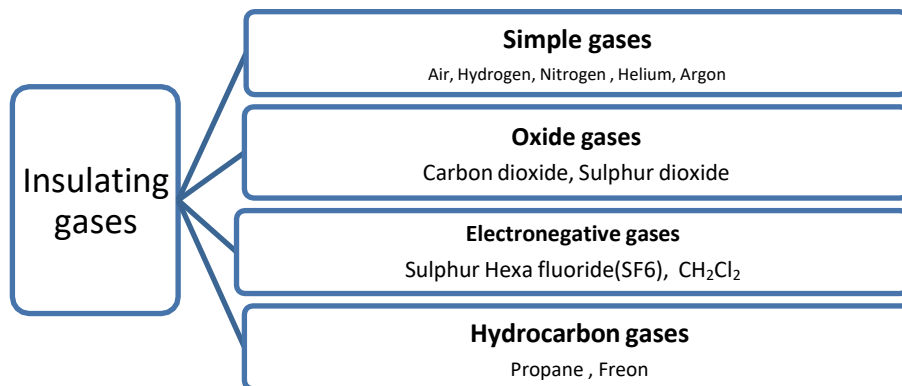 Insulating
gases
Simple gases
Air, Hydrogen, Nitrogen , Helium, Argon
Oxide gases
Carbon dioxide, Sulphur dioxide
Electronegative gases
Sulphur Hexa fluoride(SF6), CH₂Cl₂
Hydrocarbon gases
Propane , Freon